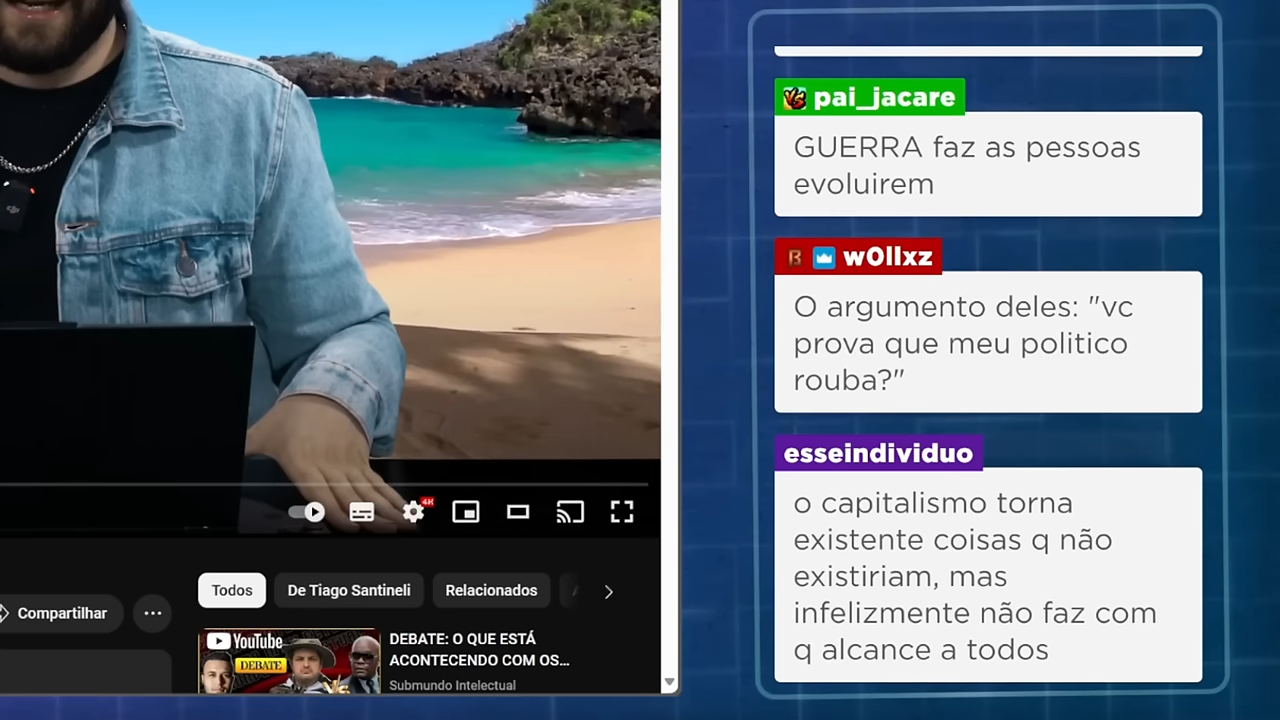 pai_jacare
GUERRA faz as pessoas
evoluirem
w0llxz
O argumento deles: "vc
prova que meu politico
rouba?"
esseindividuo
o capitalismo torna
existente coisas q não
existiriam, mas
infelizmente não faz com
q alcance a todos
4K
Compartilhar
Todos
De Tiago Santineli
Relacionados
YouTube
DEBATE
DEBATE: O QUE ESTÁ
ACONTECENDO COM OS...
Submundo Intelectual